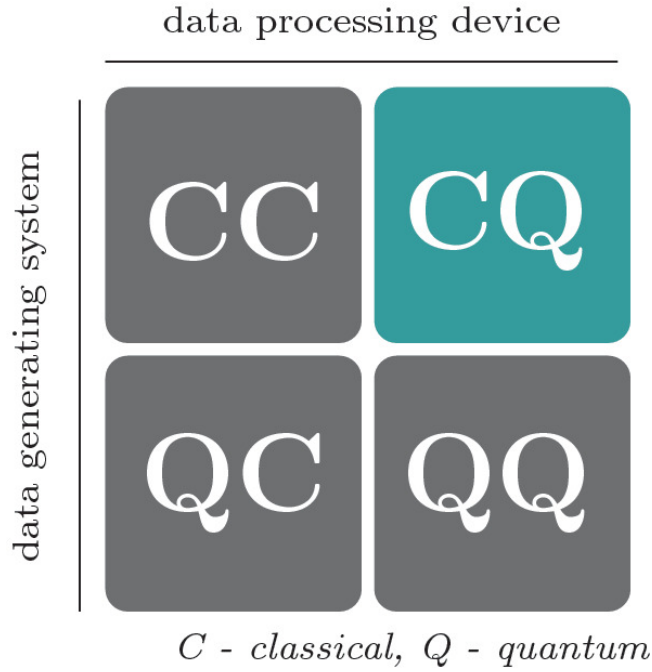 data processing device
data generating system
CC CQ
QC QQ
C - classical, Q - quantum